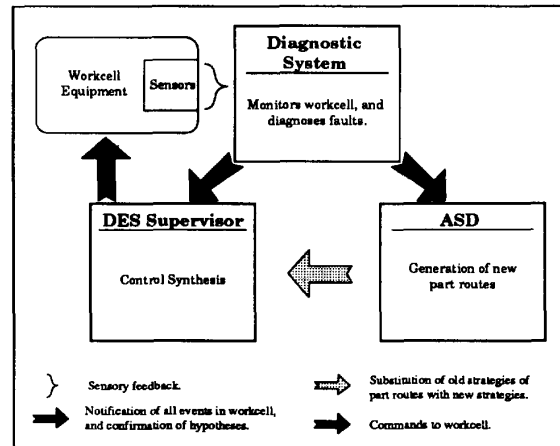 Workcell
Equipment
Sensors
Diagnostic
System
Monitors workcell, and
diagnoses faults.
DES Supervisor
Control Synthesis
ASD
Generation of new
part routes
Sensory feedback.
Notification of all events in workcell,
and confirmation of hypotheses.
Substitution of old strategies of
part routes with new strategies.
Commands to workcell.